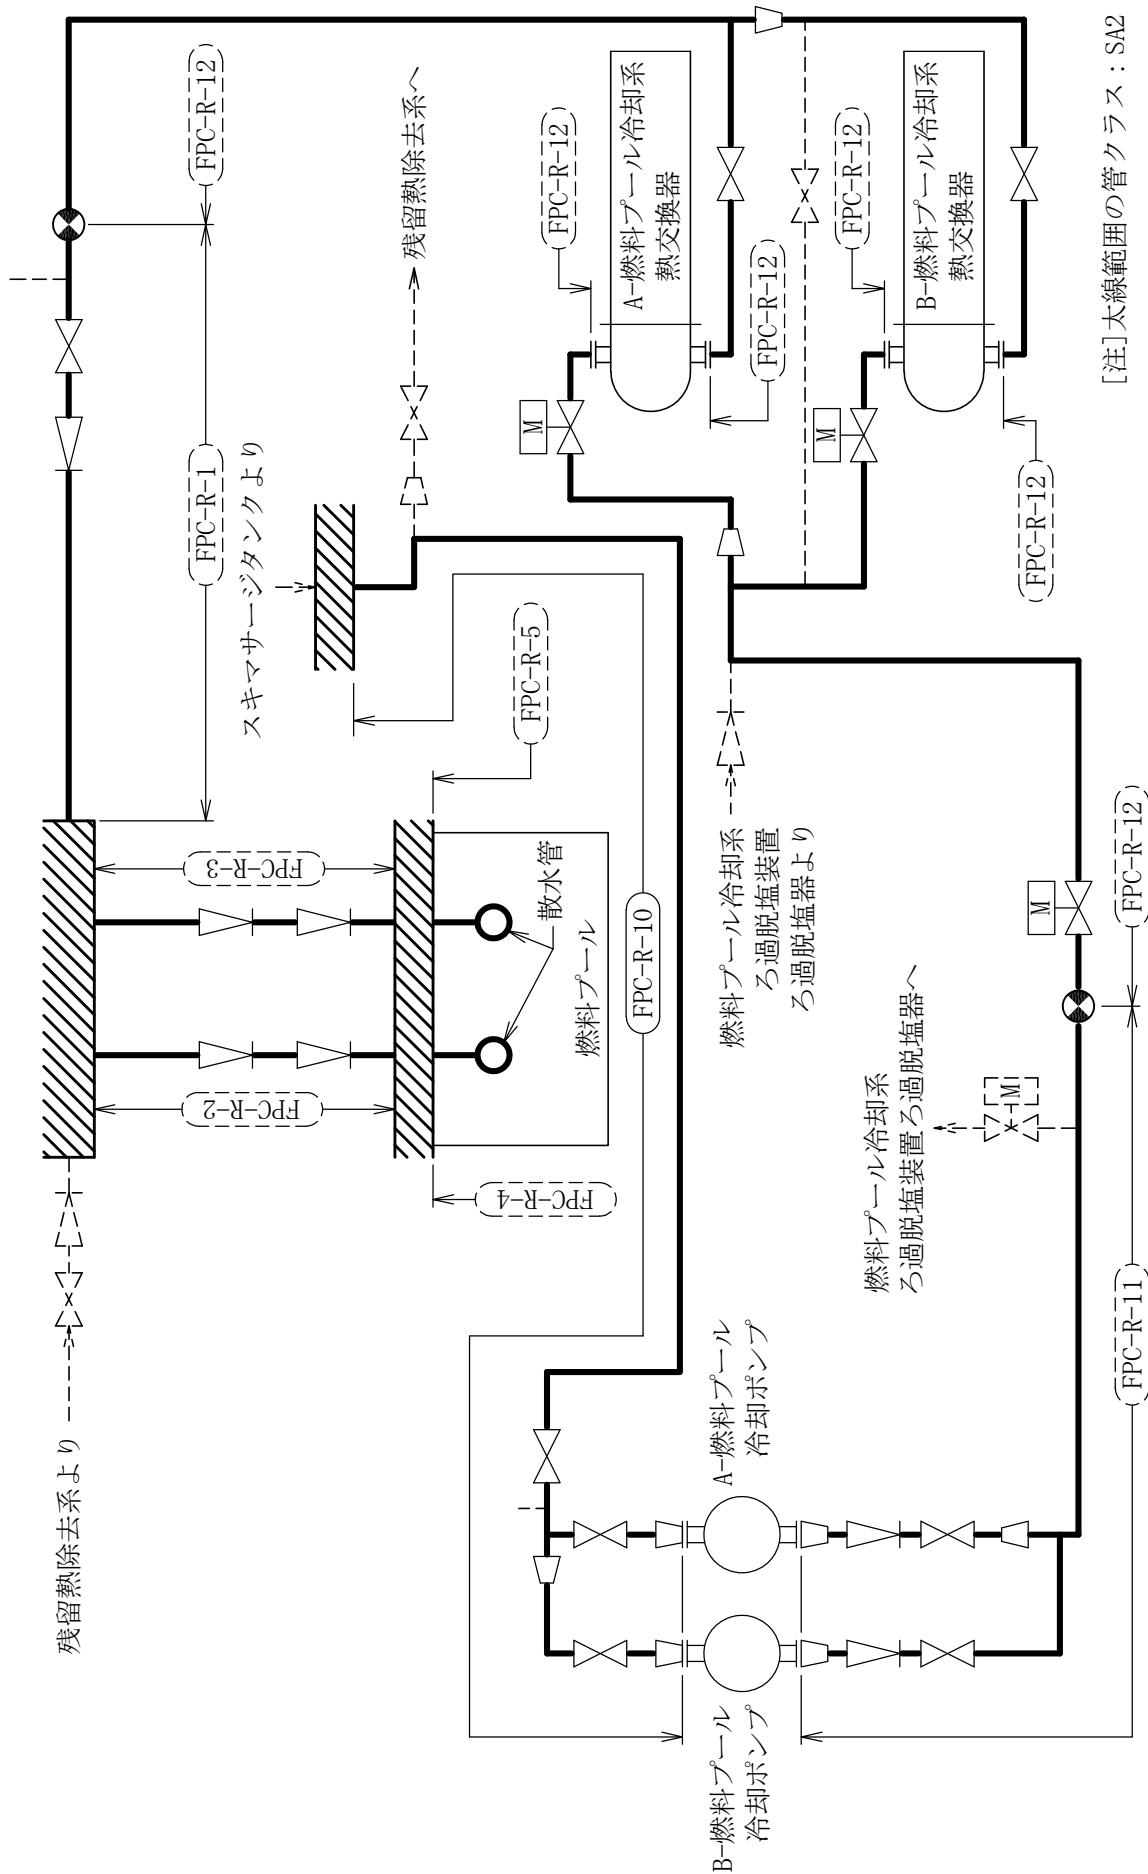 残留熱除去系より
FPC-R-1
FPC-R-12
FPC-R-2
FPC-R-3
スキマサージタンクより
残留熱除去系へ
FPC-R-4
FPC-R-5
散水管
燃料プール
FPC-R-10
FPC-R-12
A-燃料プール冷却系
熱交換器
FPC-R-12
A-燃料プール
冷却ポンプ
B-燃料プール
冷却ポンプ
燃料プール冷却系
ろ過脱塩装置
ろ過脱塩器より
M
M
FPC-R-12
B-燃料プール冷却系
熱交換器
FPC-R-12
燃料プール冷却系
ろ過脱塩装置ろ過脱塩器へ
M
M
FPC-R-11
FPC-R-12
[注]太線範囲の管クラス：SA2